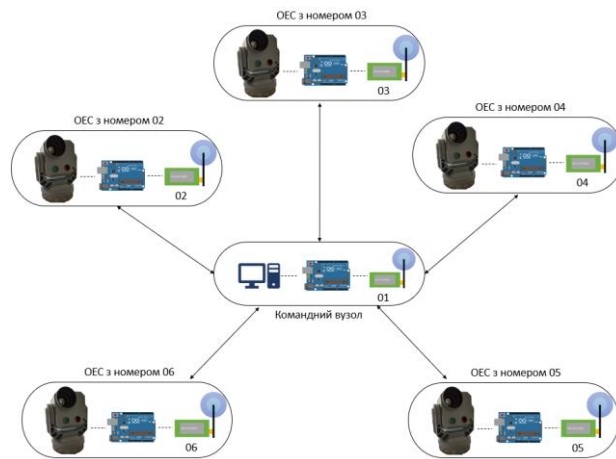 ОЕС з номером 03
03
ОЕС з номером 02
02
ОЕС з номером 04
04
01
Командний вузол
ОЕС з номером 06
06
ОЕС з номером 05
05